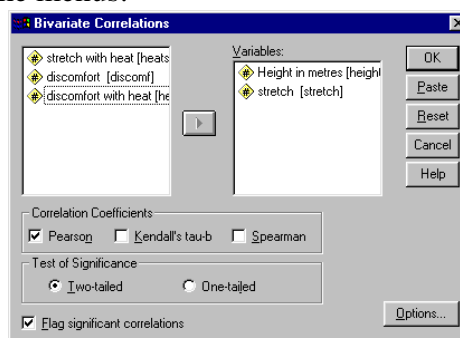 Bivariate Correlations
stretch with heat [heats
discomfort [discomf]
discomfort with heat [he
Variables:
Height in metres [heigh
stretch [stretch]
OK
Paste
Reset
Cancel
Help
Correlation Coefficients
Pearson Kendall's tau-b Spearman
Test of Significance
Two-tailed One-tailed
Flag significant correlations
Options...